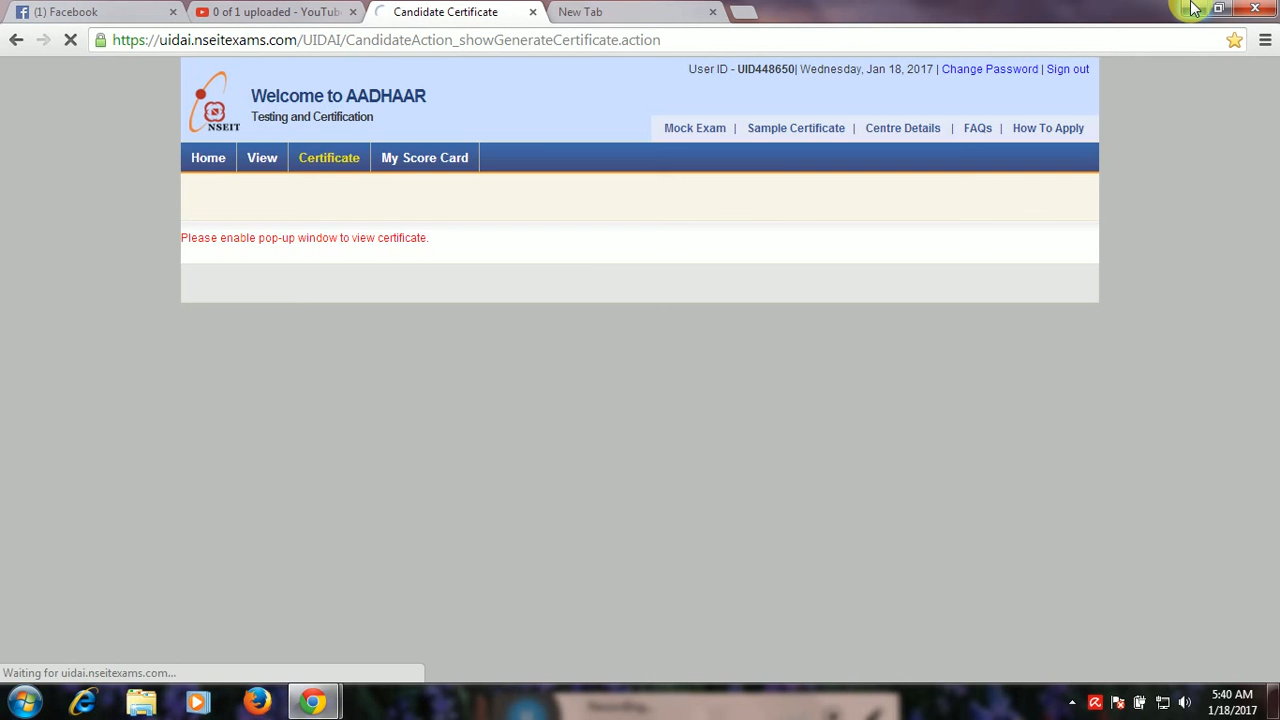 (1) Facebook
0 of 1 uploaded - YouTub
Candidate Certificate
New Tab
https://uidai.nseitexams.com/UIDAI/CandidateAction_showGenerateCertificate.action
User ID - UID448650| Wednesday, Jan 18, 2017 | Change Password | Sign out
NSEIT
Welcome to AADHAAR
Testing and Certification
Mock Exam | Sample Certificate | Centre Details | FAQs | How To Apply
Home View Certificate My Score Card
Please enable pop-up window to view certificate.
Waiting for uidai.nseitexams.com...
Recording...
5:40 AM
1/18/2017